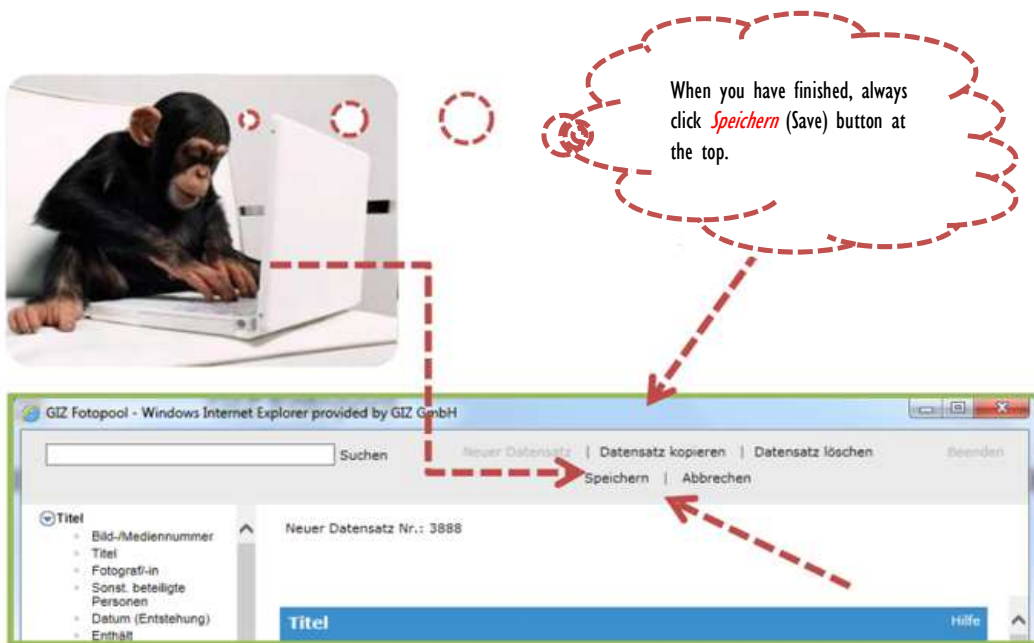 When you have finished, always
click Speichern (Save) button at
the top.
GIZ Fotopool - Windows Internet Explorer provided by GIZ GmbH
Suchen
Neuer Datensatz | Datensatz kopieren | Datensatz löschen
Beenden
Speichern | Abbrechen
Titel
Bild-/Mediennummer
Titel
Fotograf/-in
Sonst. beteiligte
Personen
Datum (Entstehung)
Enthält
Neuer Datensatz Nr.: 3888
Titel
Hilfe